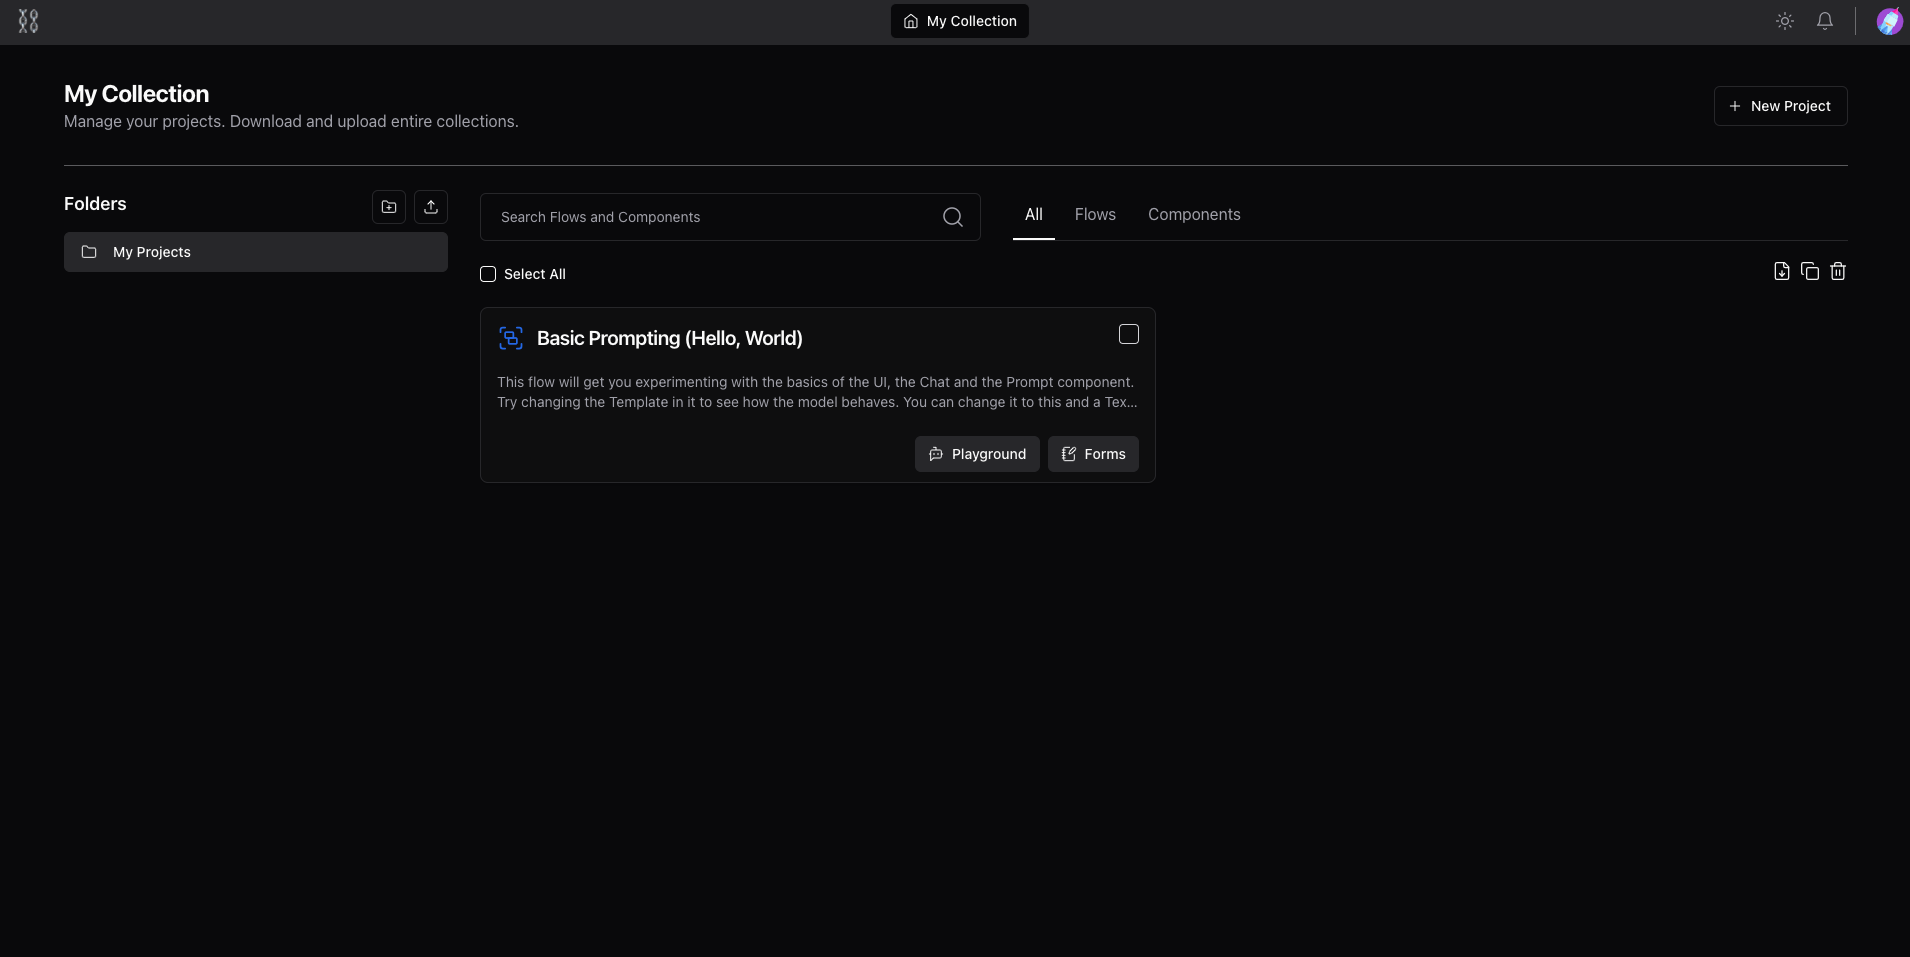 My Collection
My Collection
Manage your projects. Download and upload entire collections.
New Project
Folders
My Projects
Search Flows and Components
All
Flows
Components
Select All
Basic Prompting (Hello, World)
This flow will get you experimenting with the basics of the UI, the Chat and the Prompt component.
Try changing the Template in it to see how the model behaves. You can change it to this and a Tex...
Playground
Forms